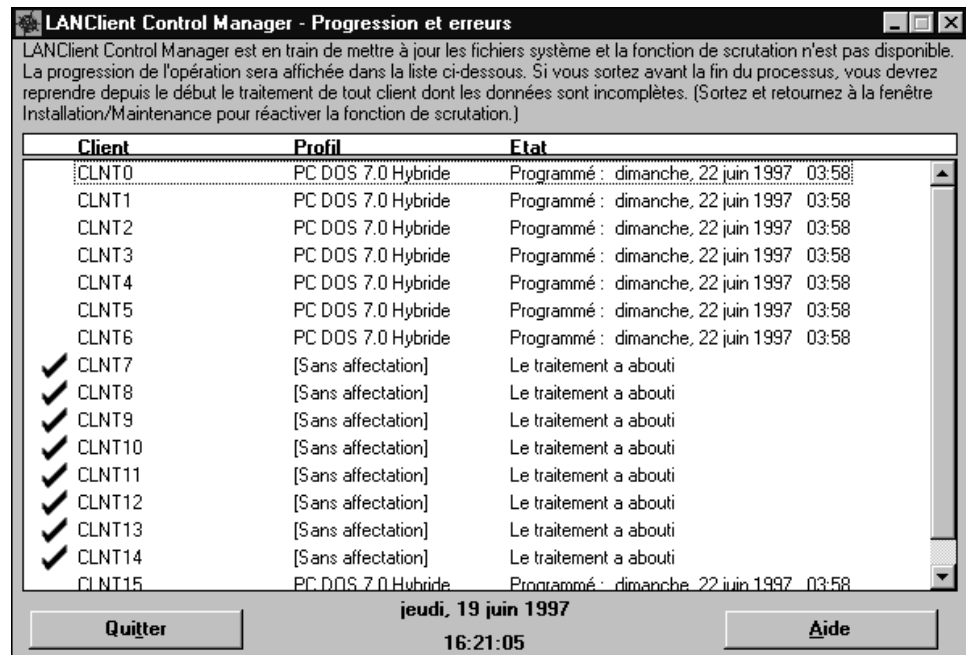 LANClient Control Manager - Progression et erreurs
LANClient Control Manager est en train de mettre à jour les fichiers système et la fonction de scrutation n'est pas disponible.
La progression de l'opération sera affichée dans la liste ci-dessous. Si vous sortez avant la fin du processus, vous devrez
reprendre depuis le début le traitement de tout client dont les données sont incomplètes. (Sortez et retournez à la fenêtre
Installation/Maintenance pour réactiver la fonction de scrutation.)
Client Profil Etat
CLNT0 PC DOS 7.0 Hybride Programmé : dimanche, 22 juin 1997 03:58
CLNT1 PC DOS 7.0 Hybride Programmé : dimanche, 22 juin 1997 03:58
CLNT2 PC DOS 7.0 Hybride Programmé : dimanche, 22 juin 1997 03:58
CLNT3 PC DOS 7.0 Hybride Programmé : dimanche, 22 juin 1997 03:58
CLNT4 PC DOS 7.0 Hybride Programmé : dimanche, 22 juin 1997 03:58
CLNT5 PC DOS 7.0 Hybride Programmé : dimanche, 22 juin 1997 03:58
CLNT6 PC DOS 7.0 Hybride Programmé : dimanche, 22 juin 1997 03:58
CLNT7 [Sans affectation] Le traitement a abouti
CLNT8 [Sans affectation] Le traitement a abouti
CLNT9 [Sans affectation] Le traitement a abouti
CLNT10 [Sans affectation] Le traitement a abouti
CLNT11 [Sans affectation] Le traitement a abouti
CLNT12 [Sans affectation] Le traitement a abouti
CLNT13 [Sans affectation] Le traitement a abouti
CLNT14 [Sans affectation] Le traitement a abouti
CLNT15 PC DOS 7.0 Hybride Programmé : dimanche, 22 juin 1997 03:58
Quitter
jeudi, 19 juin 1997
16:21:05
Aide